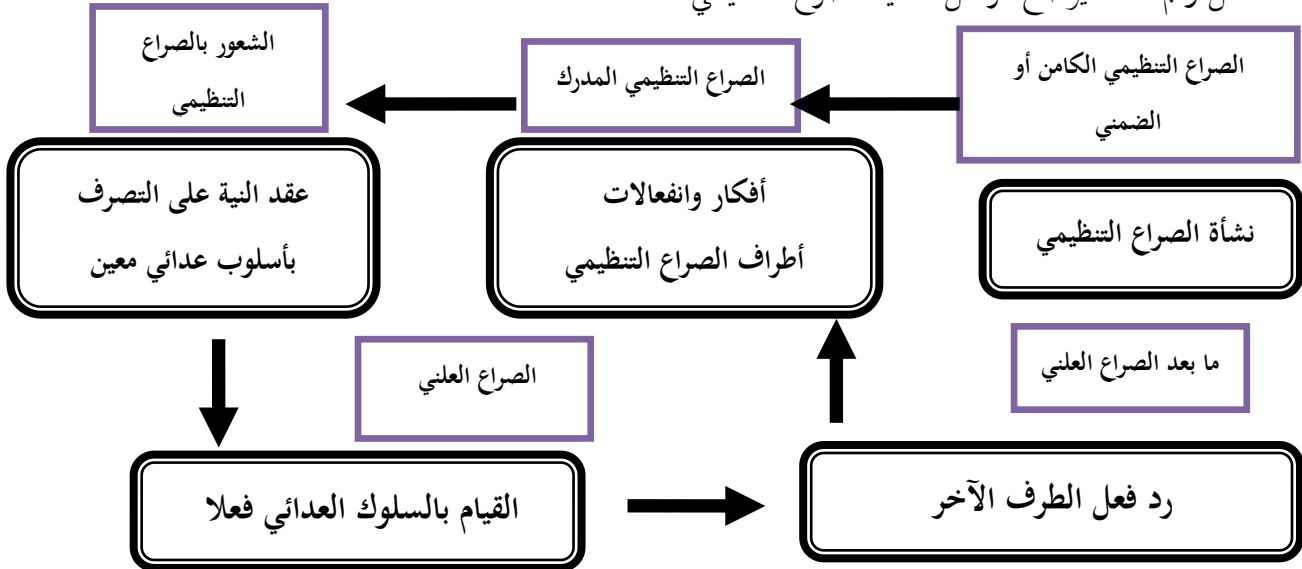 الصراع التنظيمي الكامن أو
الضمني
الصراع التنظيمي المدرك
الشعور بالصراع
التنظيمي
نشأة الصراع التنظيمي
أفكار وانفعالات
أطراف الصراع التنظيمي
عقد النية على التصرف
بأسلوب عدائي معين
ما بعد الصراع العلني
الصراع العلني
رد فعل الطرف الآخر
القيام بالسلوك العدائي فعلا